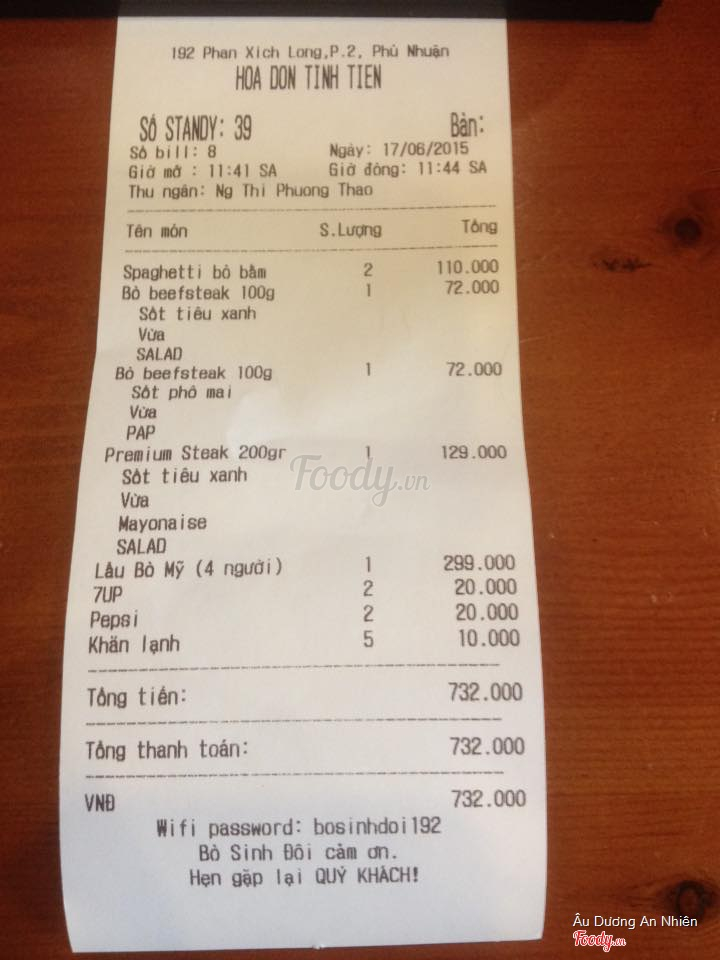 192 Phan Xích Long,P.2, Phú Nhuận
HOA DON TINH TIEN
Số STANDY: 39 Bàn:
Số bill: 8 Ngày: 17/06/2015
Giờ mở : 11:41 SA Giờ đóng: 11:44 SA
Thu ngân: Ng Thi Phuong Thao
Tên món S.Lượng Tổng
Spaghetti bò bằm 2 110.000
Bò beefsteak 100g 1 72.000
Sốt tiêu xanh
Vừa
SALAD
Bò beefsteak 100g 1 72.000
Sốt phô mai
Vừa
PAP
Premium Steak 200gr 1 129.000
Sốt tiêu xanh
Vừa
Mayonaise
SALAD
Lẩu Bò Mỹ (4 người) 1 299.000
7UP 2 20.000
Pepsi 2 20.000
Khăn lạnh 5 10.000
Tổng tiền: 732.000
Tổng thanh toán: 732.000
VNĐ 732.000
Wifi password: bosinhdoi192
Bò Sinh Đôi cảm ơn.
Hẹn gặp lại QUÝ KHÁCH!
Foody.vn
Âu Dương An Nhiên
Foody.vn